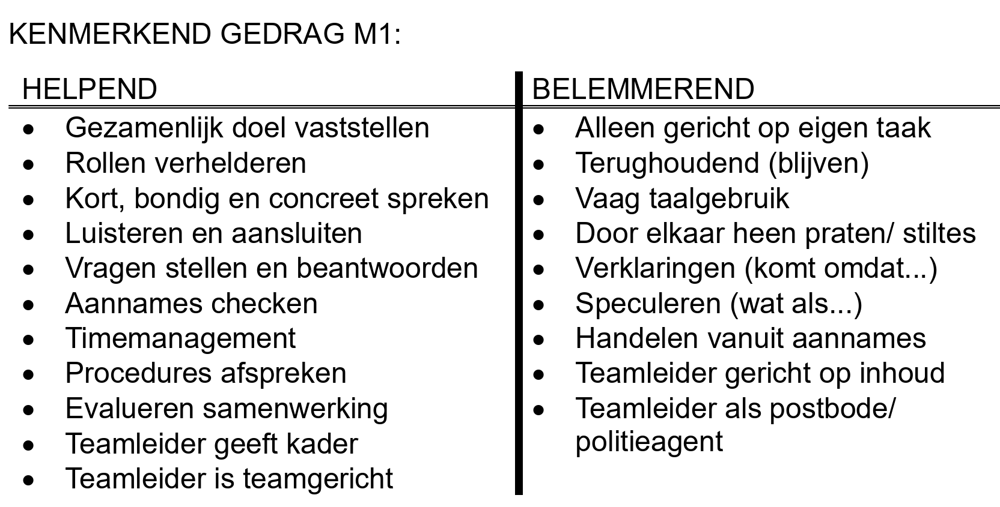 KENMERKEND GEDRAG M1:
HELPEND
• Gezamenlijk doel vaststellen
• Rollen verhelderen
• Kort, bondig en concreet spreken
• Luisteren en aansluiten
• Vragen stellen en beantwoorden
• Aannames checken
• Timemanagement
• Procedures afspreken
• Evalueren samenwerking
• Teamleider geeft kader
• Teamleider is teamgericht
BELEMMEREND
• Alleen gericht op eigen taak
• Terughoudend (blijven)
• Vaag taalgebruik
• Door elkaar heen praten/ stiltes
• Verklaringen (komt omdat...)
• Speculeren (wat als...)
• Handelen vanuit aannames
• Teamleider gericht op inhoud
• Teamleider als postbode/
politieagent